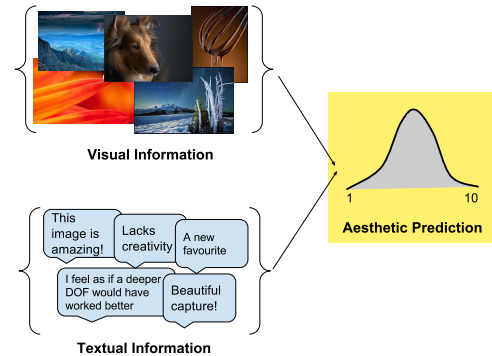 Visual Information
This
image is
amazing!
Lacks
creativity
A new
favourite
I feel as if a deeper
DOF would have
worked better
Beautiful
capture!
Textual Information
1
10
Aesthetic Prediction